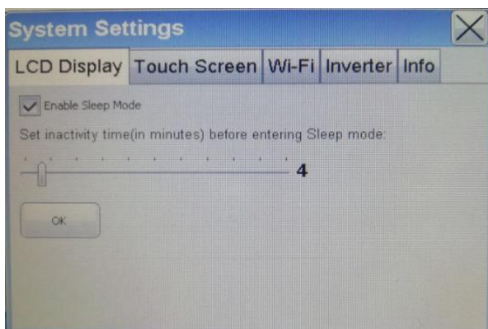 System Settings
LCD Display Touch Screen Wi-Fi Inverter Info
Enable Sleep Mode
Set inactivity time(in minutes) before entering Sleep mode:
4
OK